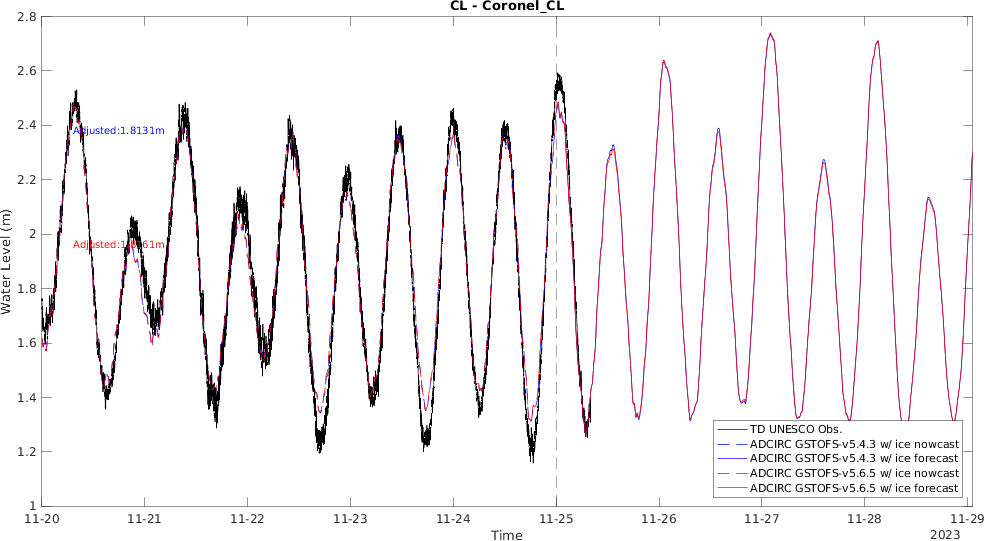 CL - Coronel_CL
2.8
2.6
2.4
2.2
2
1.8
1.6
1.4
1.2
1
Water Level (m)
Adjusted:1.8131m
TD UNESCO Obs.
ADCIRC GSTOFS-v5.4.3 w/ ice nowcast
ADCIRC GSTOFS-v5.4.3 w/ ice forecast
ADCIRC GSTOFS-v5.6.5 w/ ice nowcast
ADCIRC GSTOFS-v5.6.5 w/ ice forecast
11-20 11-21 11-22 11-23 11-24 11-25 11-26 11-27 11-28 11-29
Time
2023